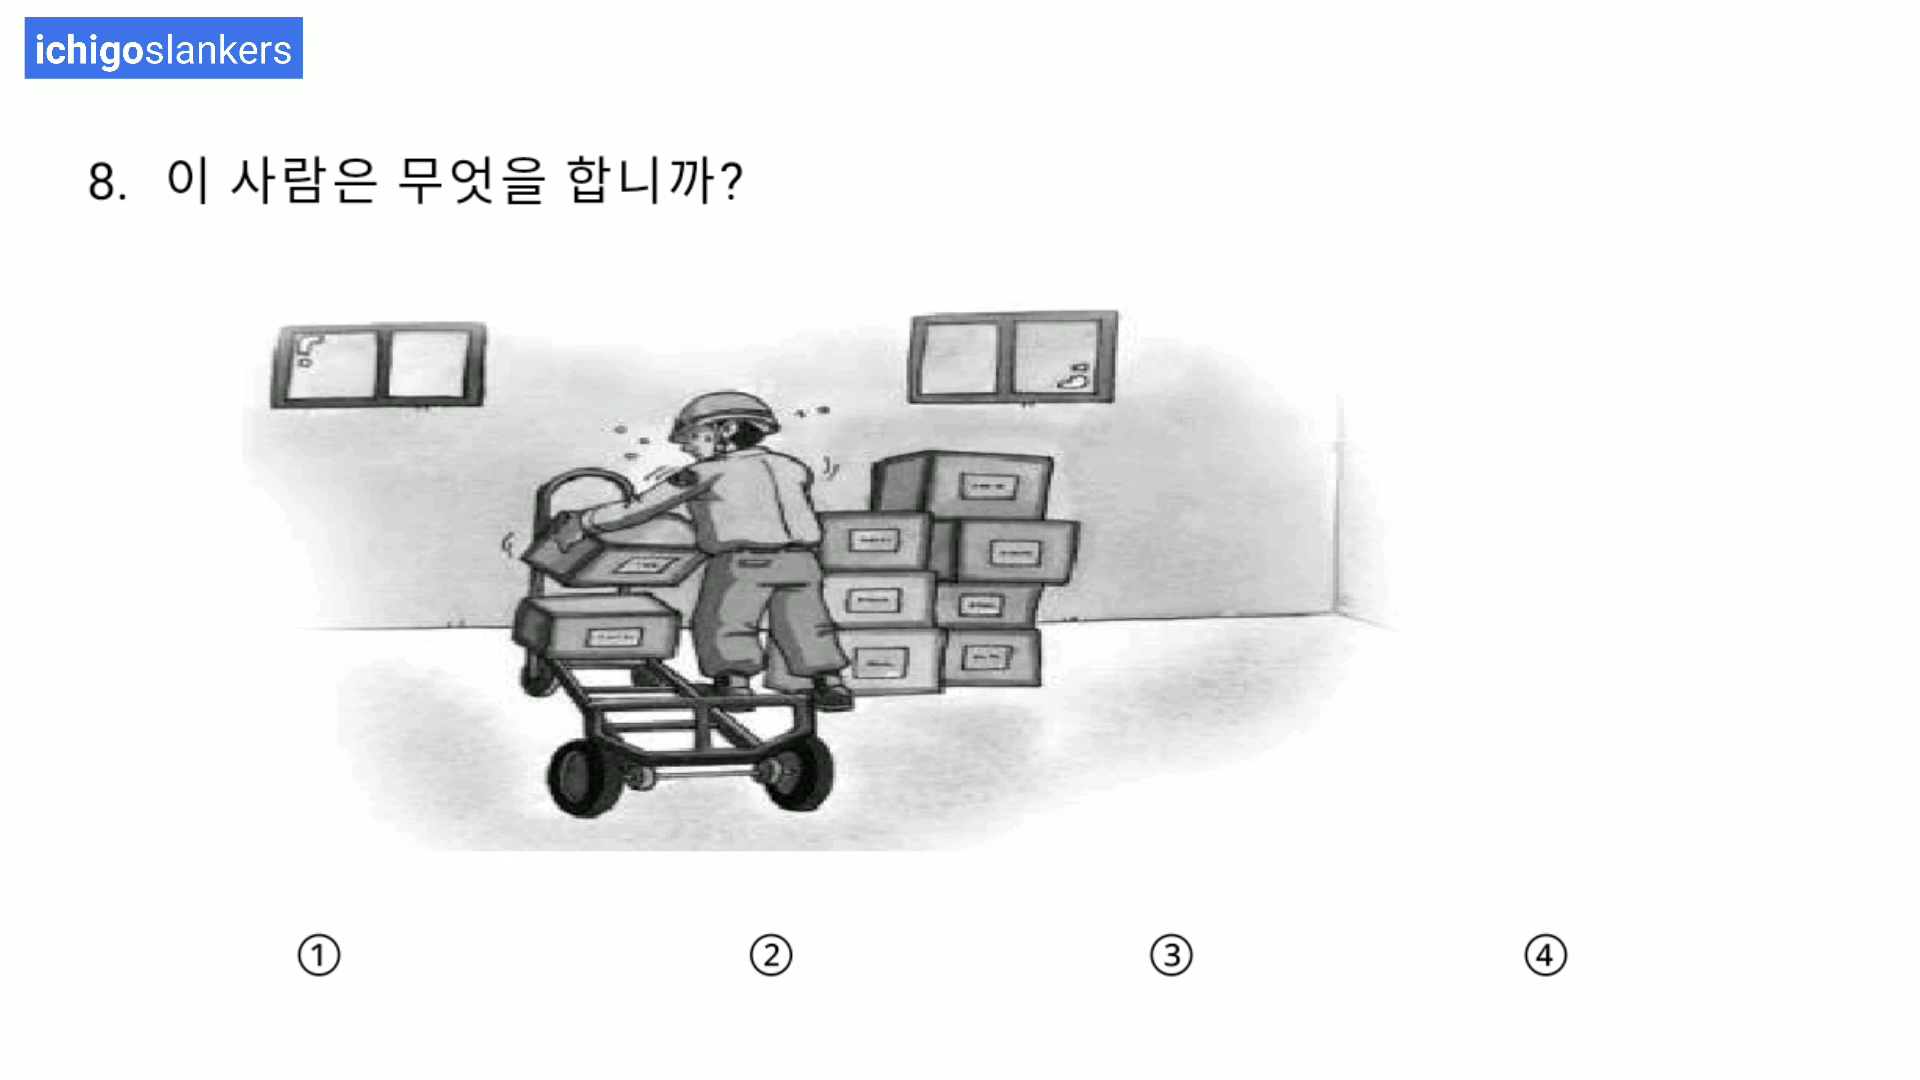 ichigoslankers
8. 이 사람은 무엇을 합니까?
① ② ③ ④